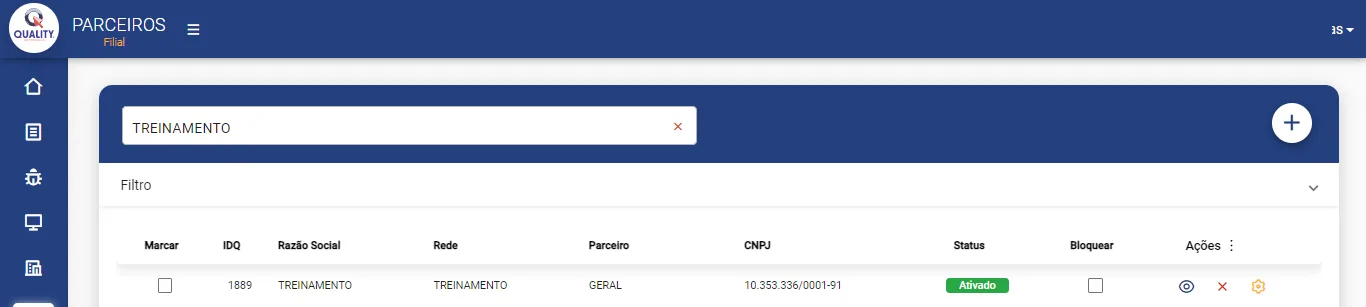 QUALITY
PARCEIROS
Filial
as
TREINAMENTO
Filtro
Marcar IDQ Razão Social Rede Parceiro CNPJ Status Bloquear Ações
1889 TREINAMENTO TREINAMENTO GERAL 10.353.336/0001-91 Ativado